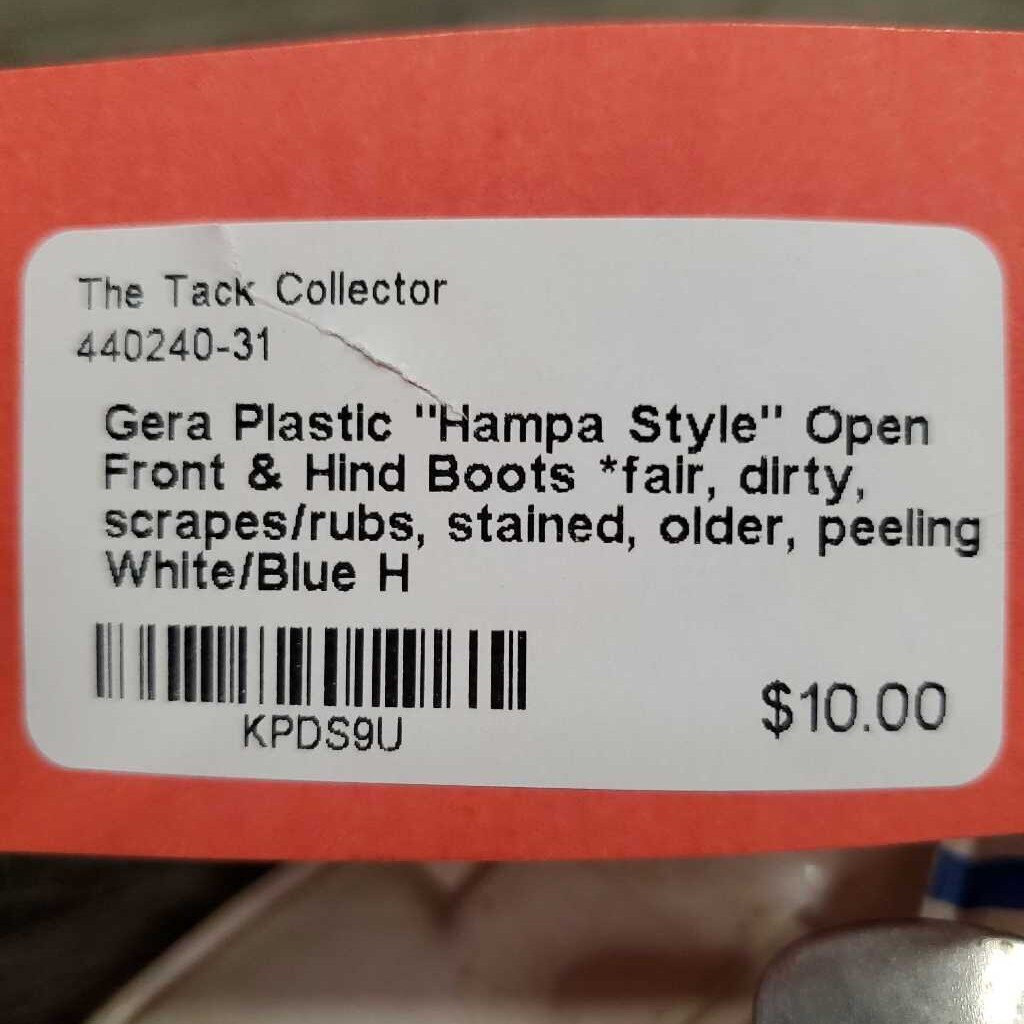 The Tack Collector
440240-31
Gera Plastic "Hampa Style" Open
Front & Hind Boots *fair, dirty,
scrapes/rubs, stained, older, peeling
White/Blue H
KPDS9U
$10.00